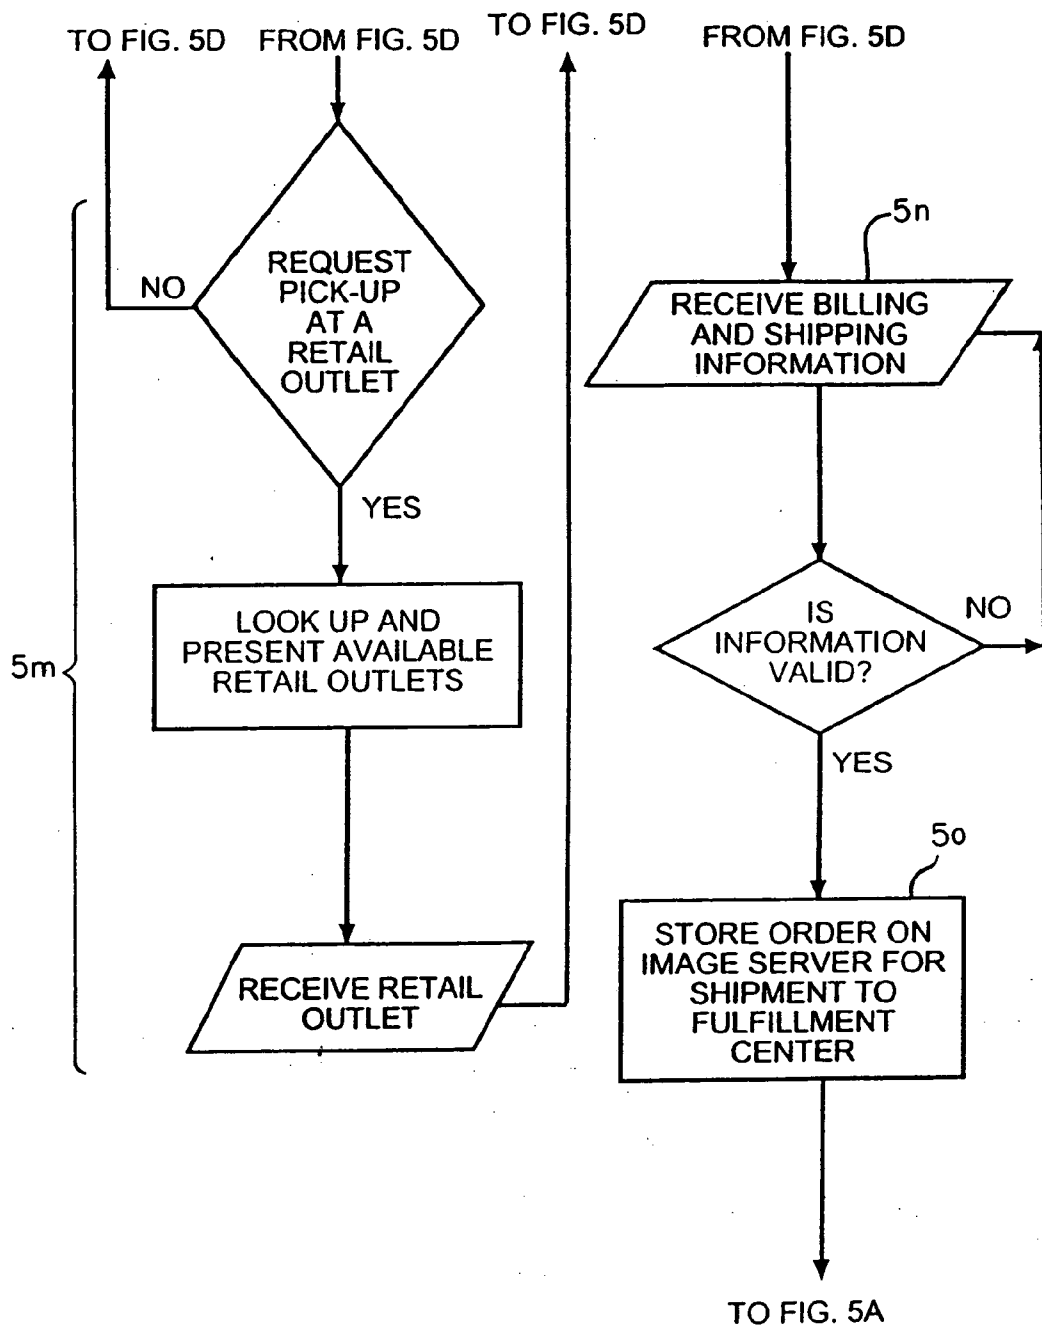 TO FIG. 5D
FROM FIG. 5D
TO FIG. 5D
FROM FIG. 5D
REQUEST
PICK-UP
AT A
RETAIL
OUTLET
NO
YES
LOOK UP AND
PRESENT AVAILABLE
RETAIL OUTLETS
5m
RECEIVE RETAIL
OUTLET
5n
RECEIVE BILLING
AND SHIPPING
INFORMATION
IS
INFORMATION
VALID?
NO
YES
5o
STORE ORDER ON
IMAGE SERVER FOR
SHIPMENT TO
FULFILLMENT
CENTER
TO FIG. 5A